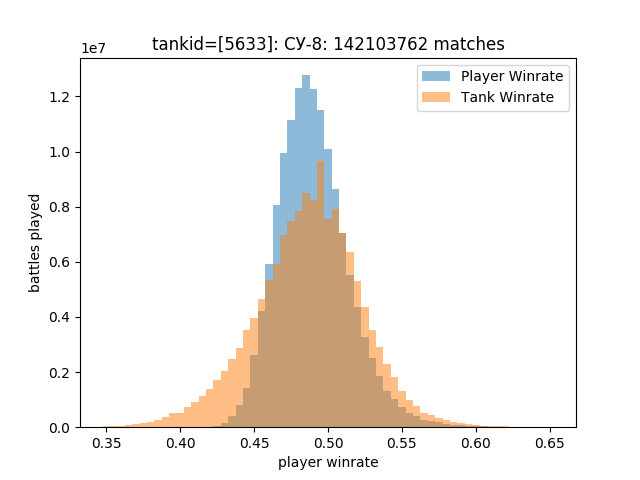 tankid=[5633]: СУ-8: 142103762 matches
1e7
Player Winrate
Tank Winrate
1.2
1.0
0.8
0.6
0.4
0.2
0.0
battles played
0.35 0.40 0.45 0.50 0.55 0.60 0.65
player winrate